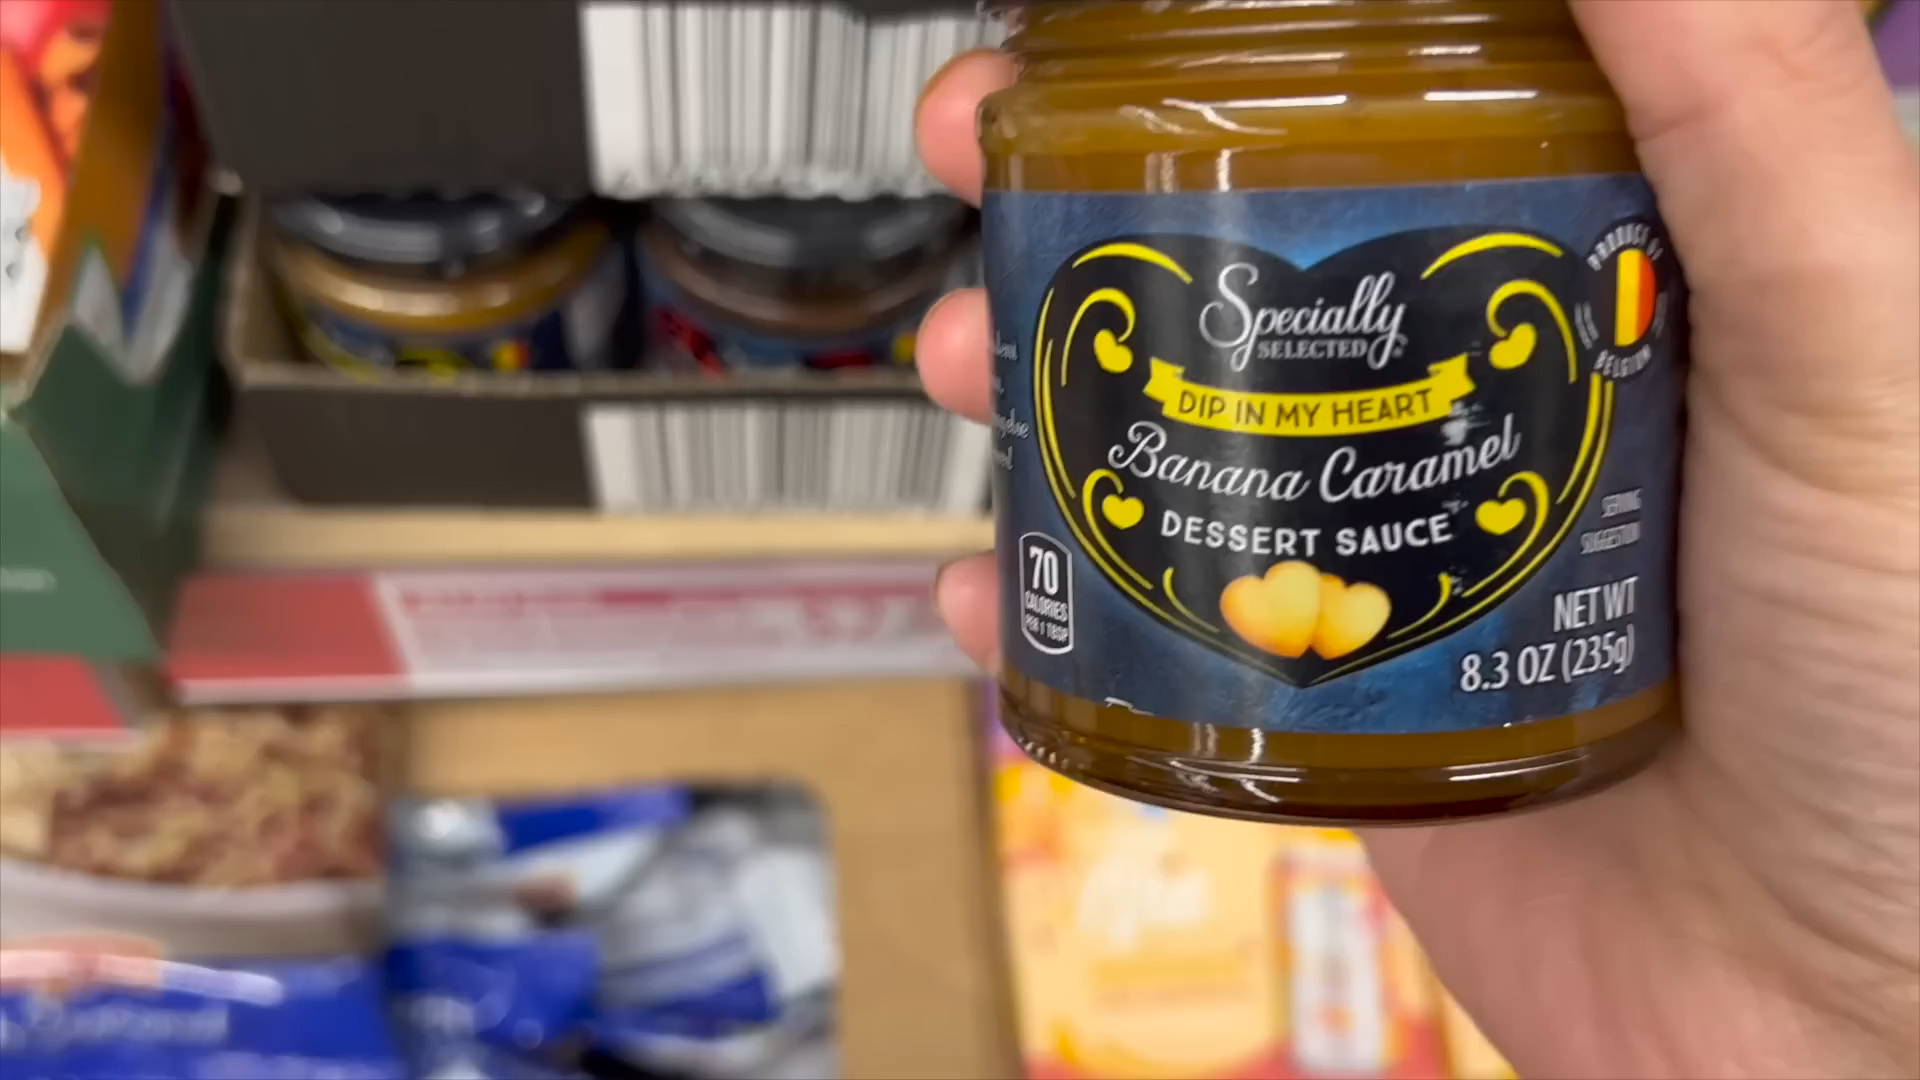 Specially
SELECTED
DIP IN MY HEART
Banana Caramel
DESSERT SAUCE
70
CALORIES
PER 1 TBSP
PRODUCT OF
BELGIUM
SERVING
SUGGESTION
NET WT
8.3 OZ (235g)